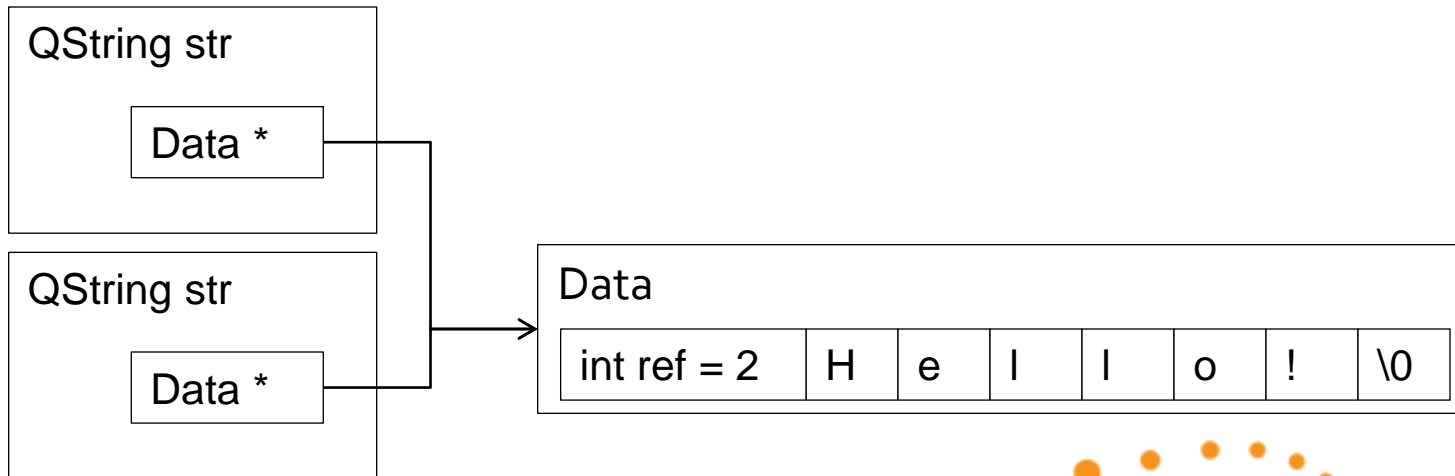 QString str
Data *
QString str
Data *
Data
int ref = 2 H e l l o ! \0